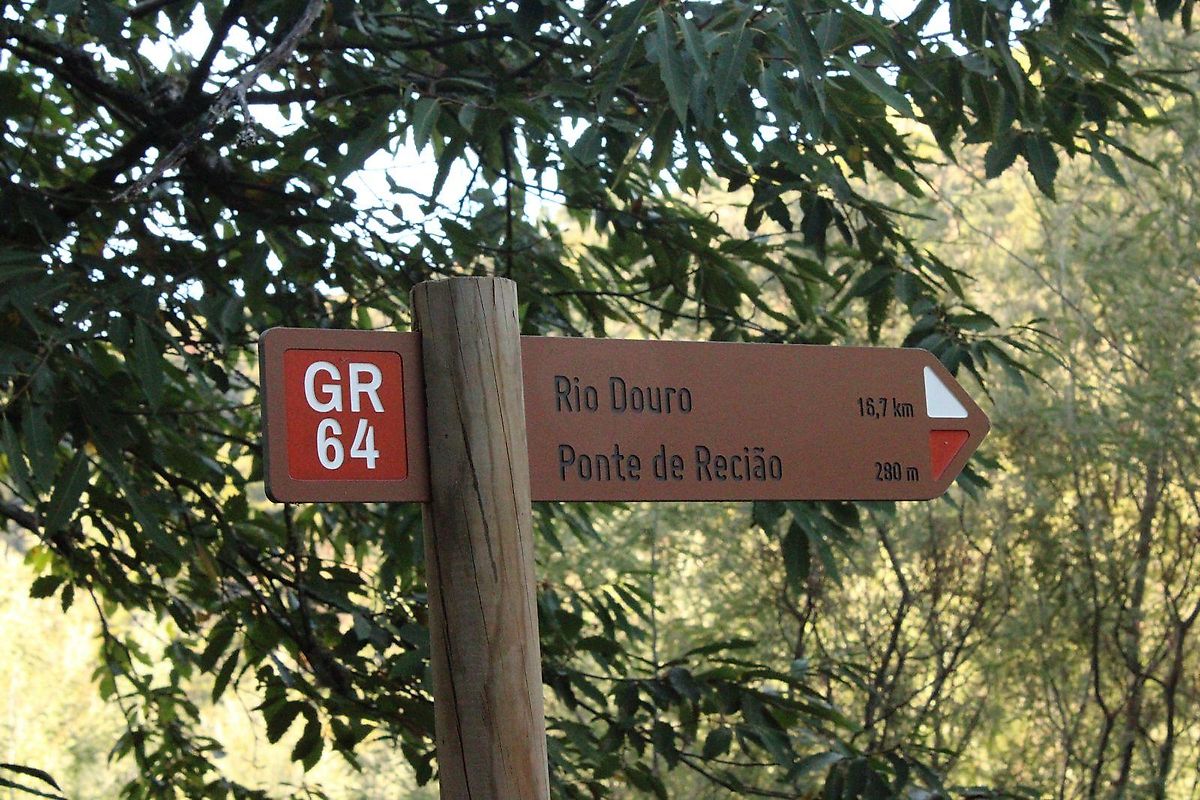 GR
64
Rio Douro 16,7 km
Ponte de Recião 280 m